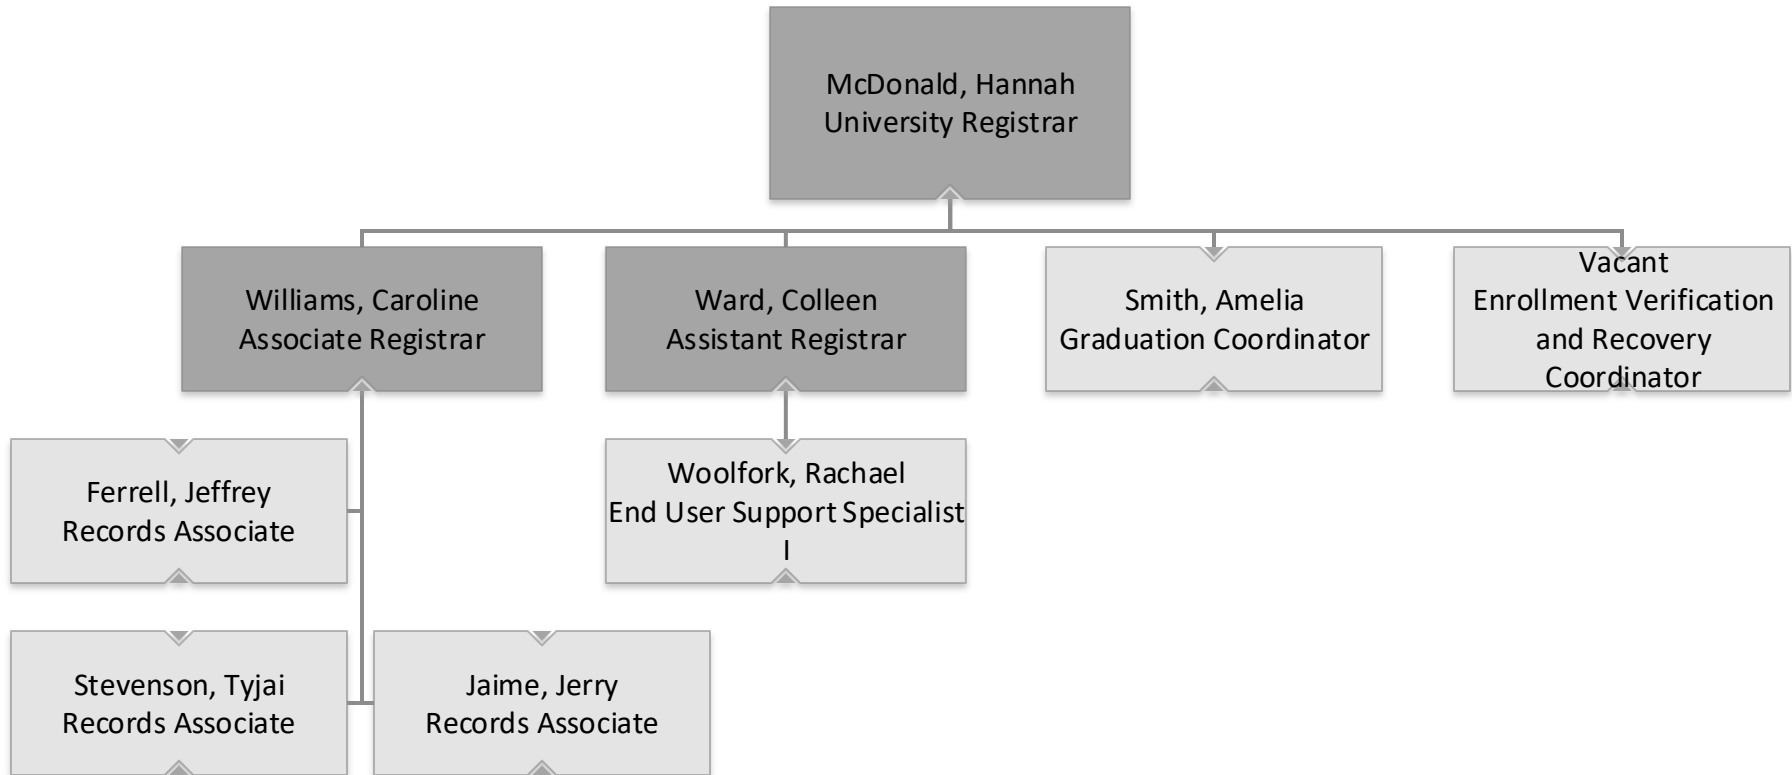 McDonald, Hannah
University Registrar
Williams, Caroline
Associate Registrar
Ward, Colleen
Assistant Registrar
Smith, Amelia
Graduation Coordinator
Vacant
Enrollment Verification
and Recovery
Coordinator
Ferrell, Jeffrey
Records Associate
Woolfork, Rachael
End User Support Specialist
I
Stevenson, Tyjai
Records Associate
Jaime, Jerry
Records Associate